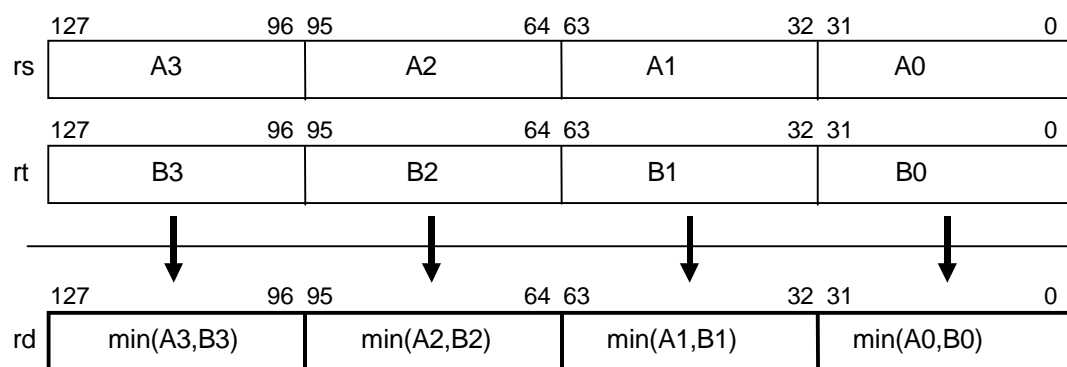 127 96 95 64 63 32 31 0
rs A3 A2 A1 A0
127 96 95 64 63 32 31 0
rt B3 B2 B1 B0
127 96 95 64 63 32 31 0
rd min(A3,B3) min(A2,B2) min(A1,B1) min(A0,B0)